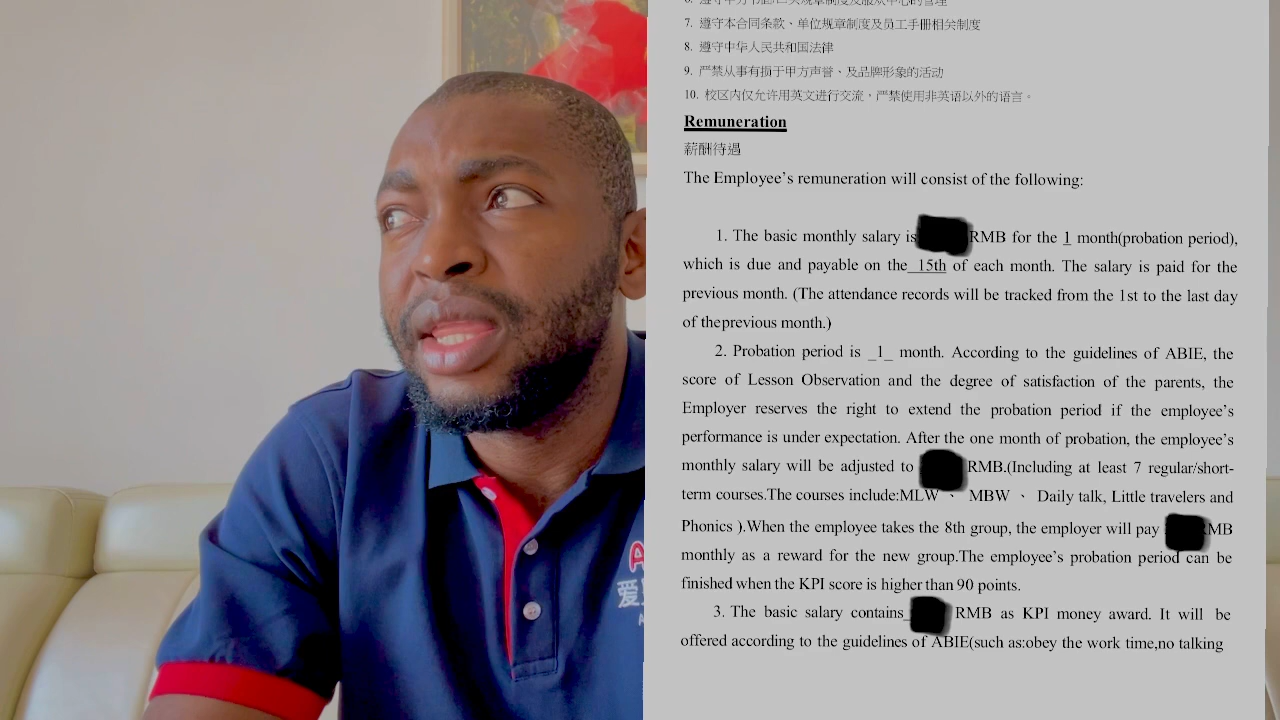 7. 遵守本合同条款、单位规章制度及员工手册相关制度
8. 遵守中华人民共和国法律
9. 严禁从事有损于甲方声誉、及品牌形象的活动
10. 校区内仅允许用英文进行交流,严禁使用非英语以外的语言。
Remuneration
薪酬待遇
The Employee's remuneration will consist of the following:
1. The basic monthly salary is RMB for the 1 month(probation period),
which is due and payable on the 15th of each month. The salary is paid for the
previous month. (The attendance records will be tracked from the 1st to the last day
of theprevious month.)
2. Probation period is _1_ month. According to the guidelines of ABIE, the
score of Lesson Observation and the degree of satisfaction of the parents, the
Employer reserves the right to extend the probation period if the employee's
performance is under expectation. After the one month of probation, the employee's
monthly salary will be adjusted to RMB.(Including at least 7 regular/short-
term courses.The courses include:MLW 、 MBW 、 Daily talk, Little travelers and
Phonics ).When the employee takes the 8th group, the employer will pay RMB
monthly as a reward for the new group.The employee's probation period can be
finished when the KPI score is higher than 90 points.
3. The basic salary contains RMB as KPI money award. It will be
offered according to the guidelines of ABIE(such as:obey the work time,no talking
A
爱